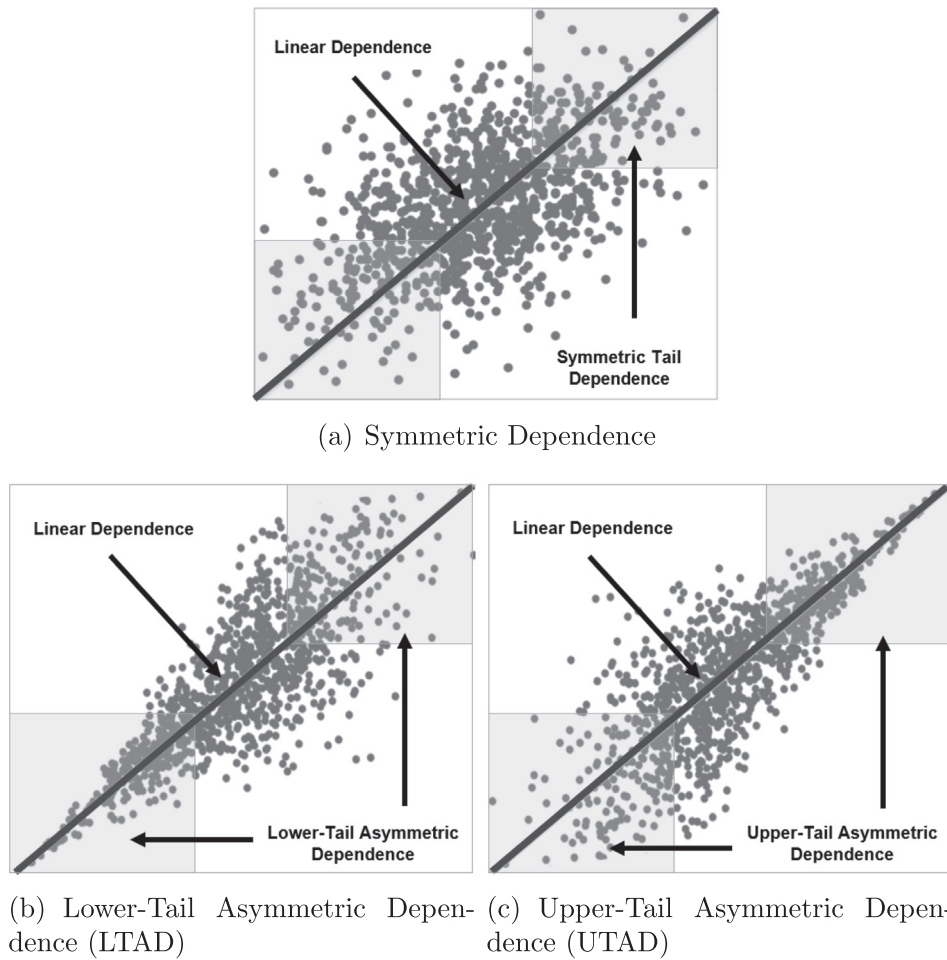 Linear Dependence
Symmetric Tail
Dependence
(a) Symmetric Dependence
Linear Dependence
Lower-Tail Asymmetric
Dependence
(b) Lower-Tail Asymmetric Depen-
dence (LTAD)
Linear Dependence
Upper-Tail Asymmetric
Dependence
(c) Upper-Tail Asymmetric Depen-
dence (UTAD)